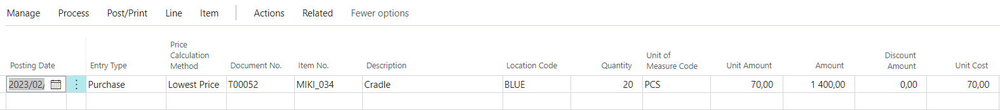 Manage Process Post/Print Line Item Actions Related Fewer options
Price
Calculation Unit of Discount
Posting Date Entry Type Method Document No. Item No. Description Location Code Quantity Measure Code Unit Amount Amount Amount Unit Cost
2023/02/ Purchase Lowest Price T00052 MIKI_034 Cradle BLUE 20 PCS 70,00 1 400,00 0,00 70,00